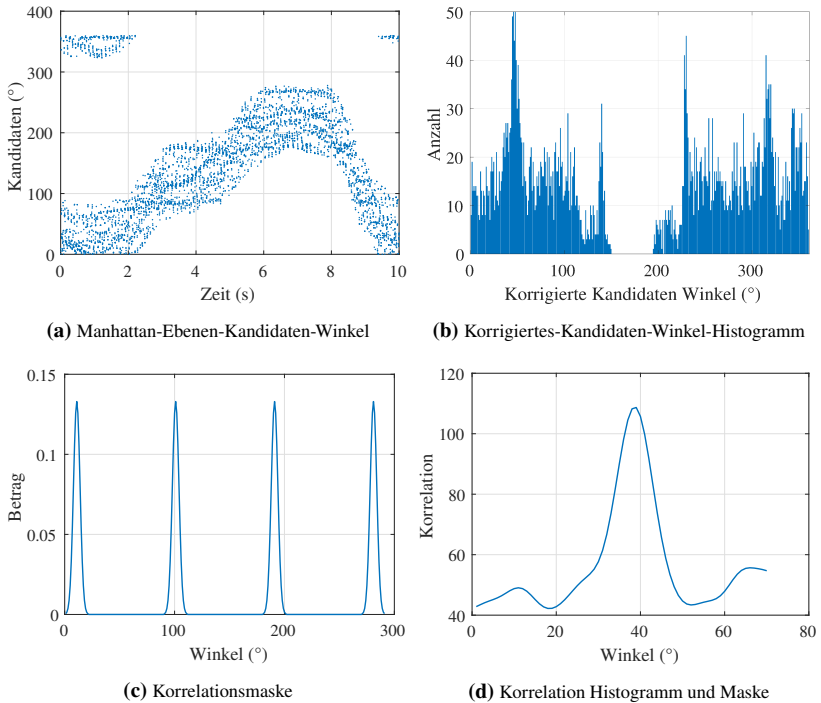 400
300
200
100
0
Kandidaten (°)
0 2 4 6 8 10
Zeit (s)
(a) Manhattan-Ebenen-Kandidaten-Winkel
50
40
30
20
10
0
Anzahl
0 100 200 300
Korrigierte Kandidaten Winkel (°)
(b) Korrigiertes-Kandidaten-Winkel-Histogramm
0.15
0.1
0.05
0
Betrag
0 100 200 300
Winkel (°)
(c) Korrelationsmaske
120
100
80
60
40
Korrelation
0 20 40 60 80
Winkel (°)
(d) Korrelation Histogramm und Maske